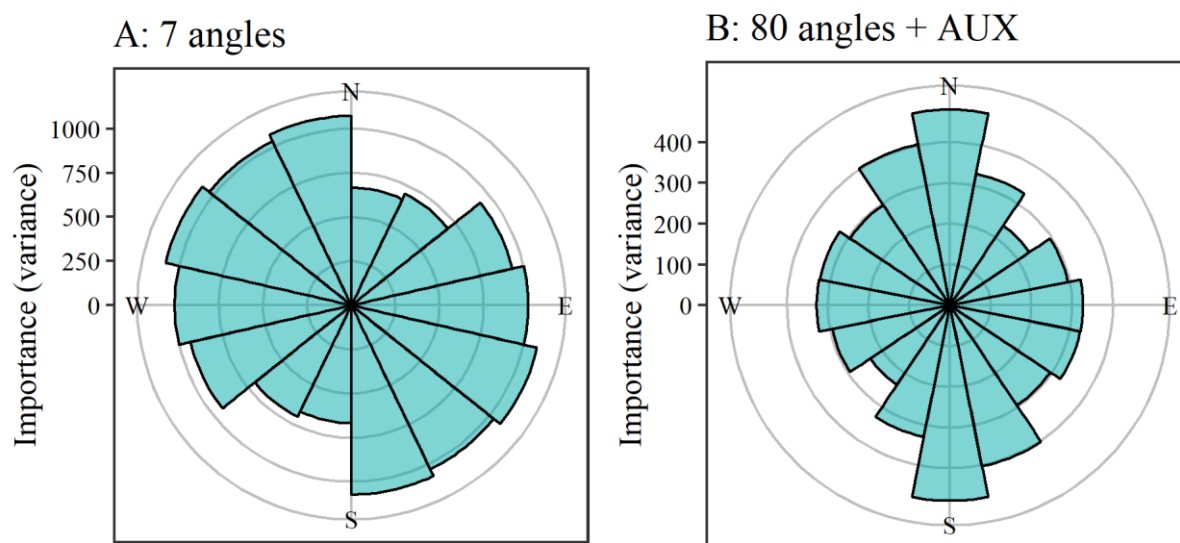 A: 7 angles
N
1000
750
500
250
0
W
E
S
Importance (variance)
B: 80 angles + AUX
N
400
300
200
100
0
W
E
S
Importance (variance)